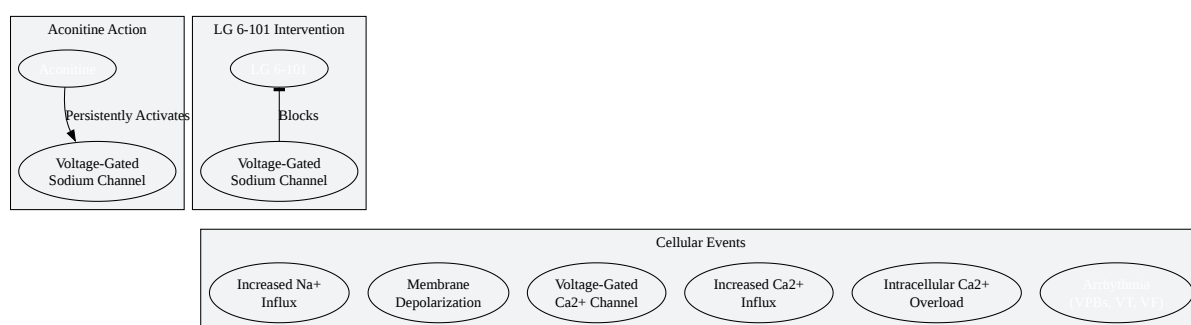 Aconitine Action
Aconitine
Persistently Activates
Voltage-Gated
Sodium Channel
LG 6-101 Intervention
LG 6-101
Blocks
Voltage-Gated
Sodium Channel
Cellular Events
Increased Na+
Influx
Membrane
Depolarization
Voltage-Gated
Ca2+ Channel
Increased Ca2+
Influx
Intracellular Ca2+
Overload
Arrhythmia
(VPBs, VT, VF)